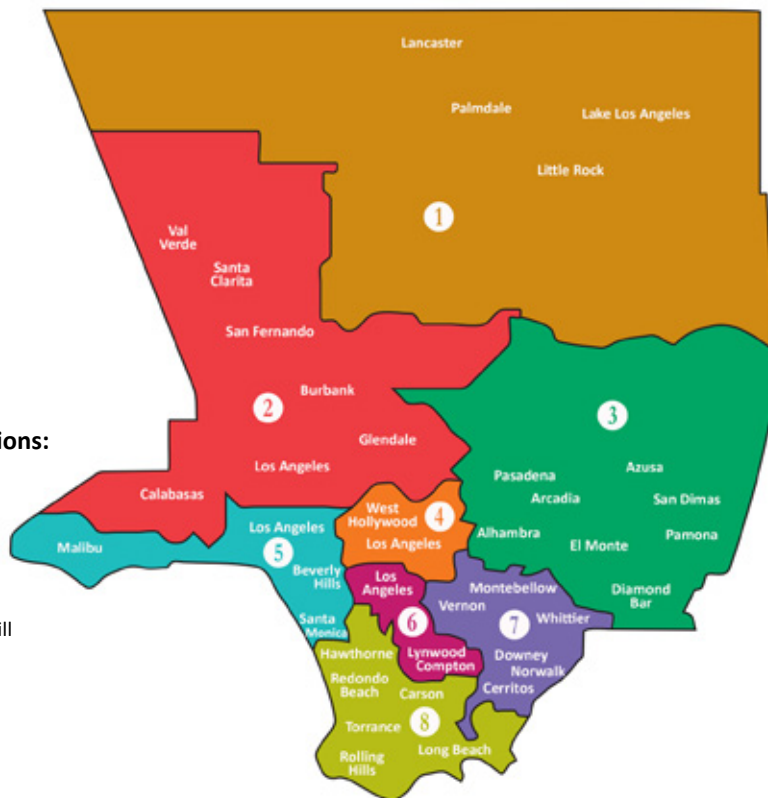 Lancaster
Palmdale
Lake Los Angeles
Little Rock
1
Val
Verde
Santa
Clarita
San Fernando
Burbank
2
Glendale
Los Angeles
Calabasas
3
Azusa
Pasadena
Arcadia
San Dimas
Alhambra
El Monte
Pamona
Diamond
Bar
ions:
West
Hollywood
4
Los Angeles
Los Angeles
5
Malibu
Beverly
Hills
Santa
Monica
ill
Los
Angeles
6
Lynwood
Compton
Montebellow
Vernon
7
Whittier
Downey
Norwalk
Cerritos
Hawthorne
Redondo
Beach
Carson
8
Torrance
Long Beach
Rolling
Hills